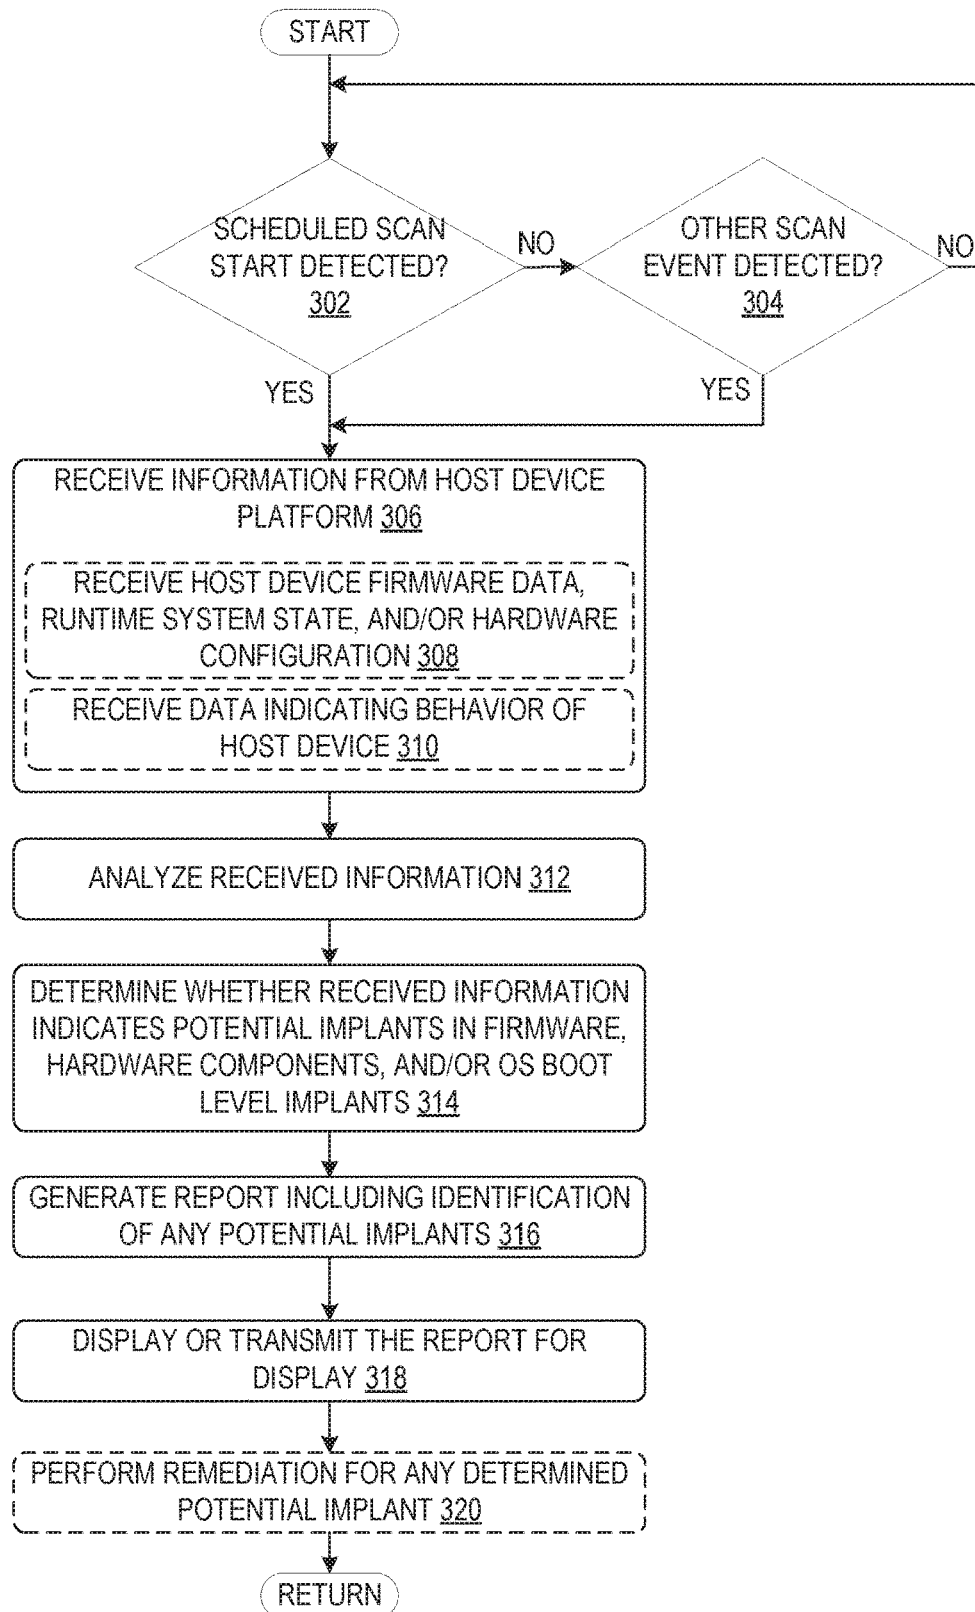 START
SCHEDULED SCAN
START DETECTED?
302
NO
OTHER SCAN
EVENT DETECTED?
304
NO
YES
YES
RECEIVE INFORMATION FROM HOST DEVICE
PLATFORM 306
RECEIVE HOST DEVICE FIRMWARE DATA,
RUNTIME SYSTEM STATE, AND/OR HARDWARE
CONFIGURATION 308
RECEIVE DATA INDICATING BEHAVIOR OF
HOST DEVICE 310
ANALYZE RECEIVED INFORMATION 312
DETERMINE WHETHER RECEIVED INFORMATION
INDICATES POTENTIAL IMPLANTS IN FIRMWARE,
HARDWARE COMPONENTS, AND/OR OS BOOT
LEVEL IMPLANTS 314
GENERATE REPORT INCLUDING IDENTIFICATION
OF ANY POTENTIAL IMPLANTS 316
DISPLAY OR TRANSMIT THE REPORT FOR
DISPLAY 318
PERFORM REMEDIATION FOR ANY DETERMINED
POTENTIAL IMPLANT 320
RETURN